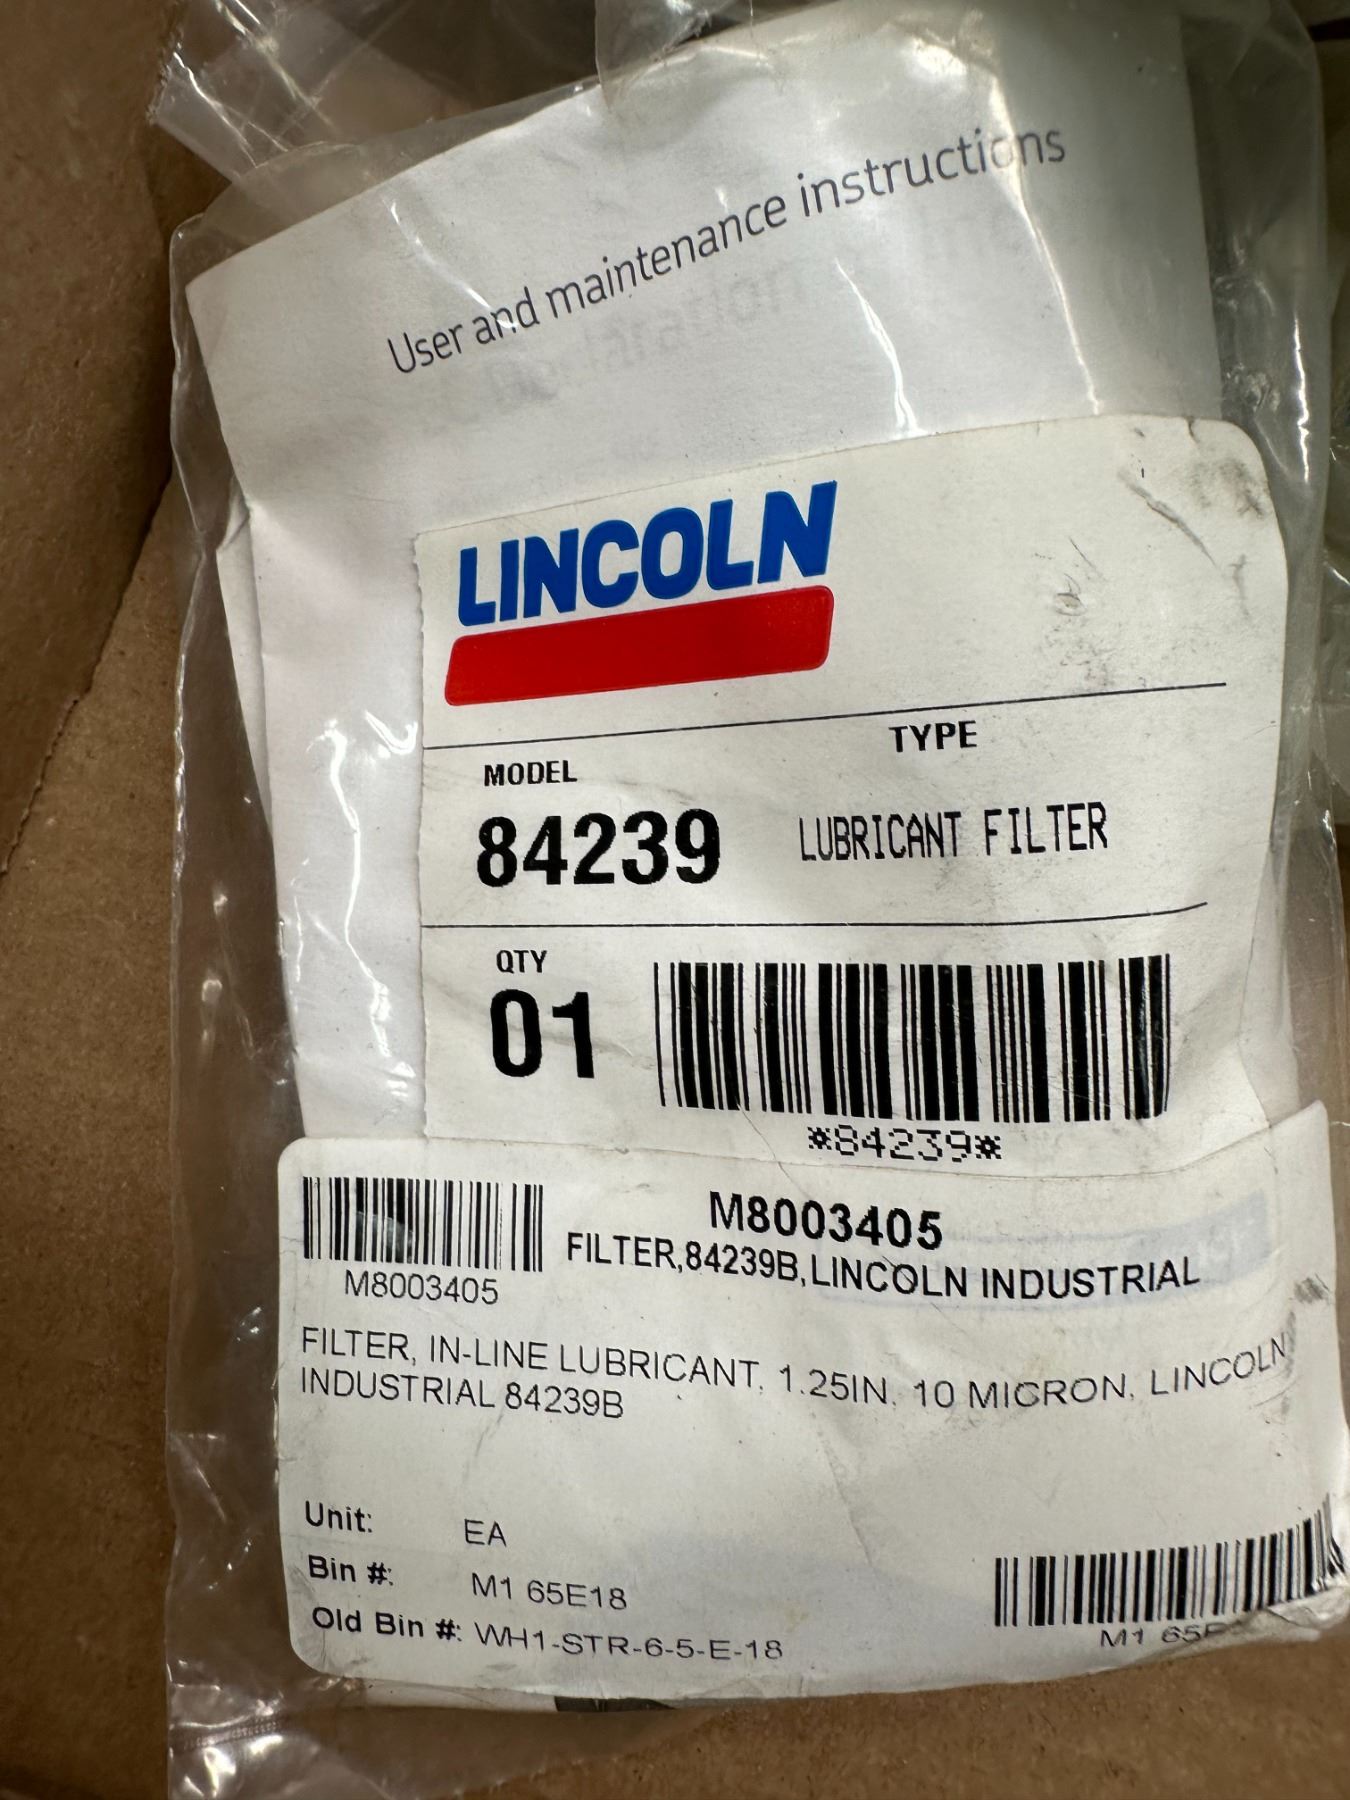 User and maintenance instructions
LINCOLN
MODEL TYPE
84239 LUBRICANT FILTER
QTY
01
*84239*
M8003405
FILTER,84239B,LINCOLN INDUSTRIAL
M8003405
FILTER, IN-LINE LUBRICANT, 1.25IN, 10 MICRON, LINCOLN
INDUSTRIAL 84239B
Unit: EA
Bin #: M1 65E18
Old Bin #: WH1-STR-6-5-E-18
M1